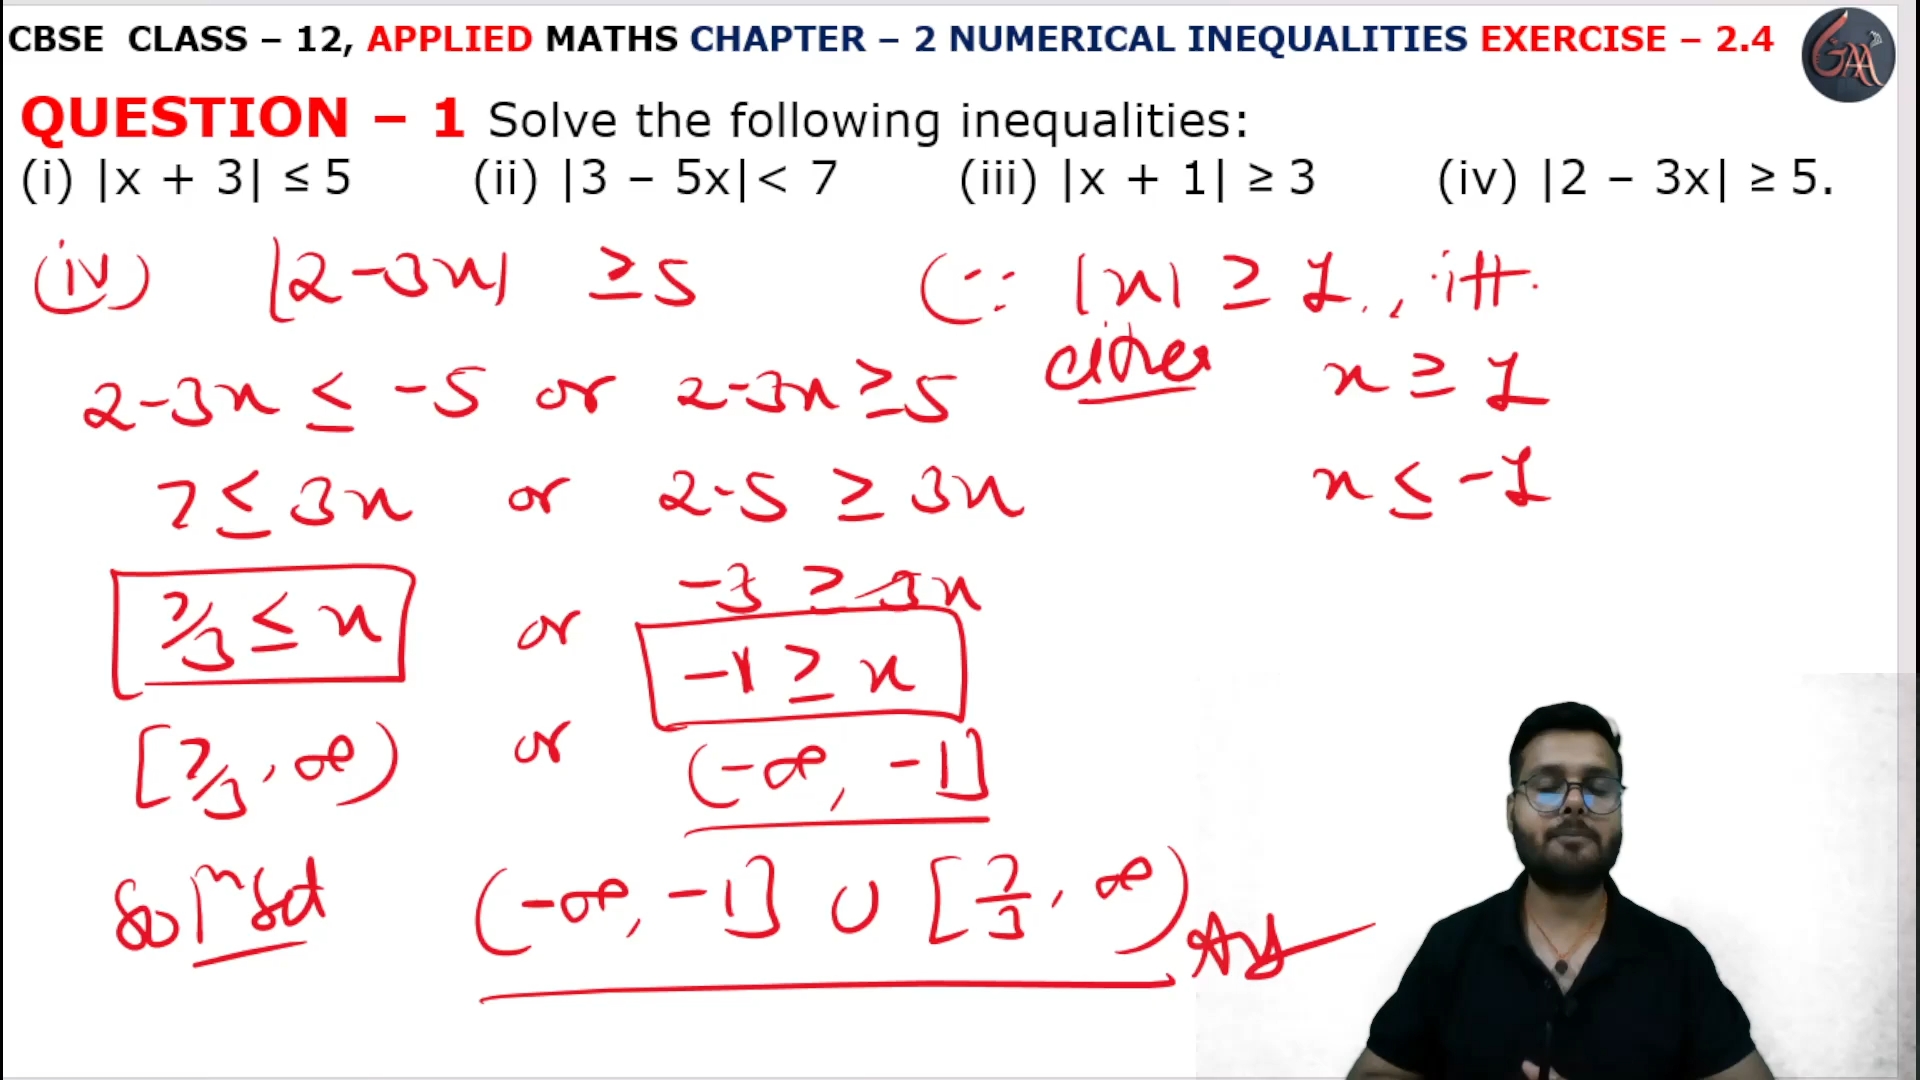 CBSE CLASS – 12, APPLIED MATHS CHAPTER – 2 NUMERICAL INEQUALITIES EXERCISE – 2.4
GAA
QUESTION – 1 Solve the following inequalities:
(i) |x + 3| ≤ 5 (ii) |3 – 5x|< 7 (iii) |x + 1| ≥ 3 (iv) |2 – 3x| ≥ 5.
(iv) |2-3x| ≥5 (∵ |x| ≥ 1, iff.
either x ≥ 1
2-3x ≤ -5 or 2-3x ≥ 5
7 ≤ 3x or 2-5 ≥ 3x x ≤ -1
-3 ≥ 3x
7/3 ≤ x or -1 ≥ x
[7/3, ∞) or (-∞, -1]
Solⁿ Set (-∞, -1] ∪ [7/3, ∞) Ans